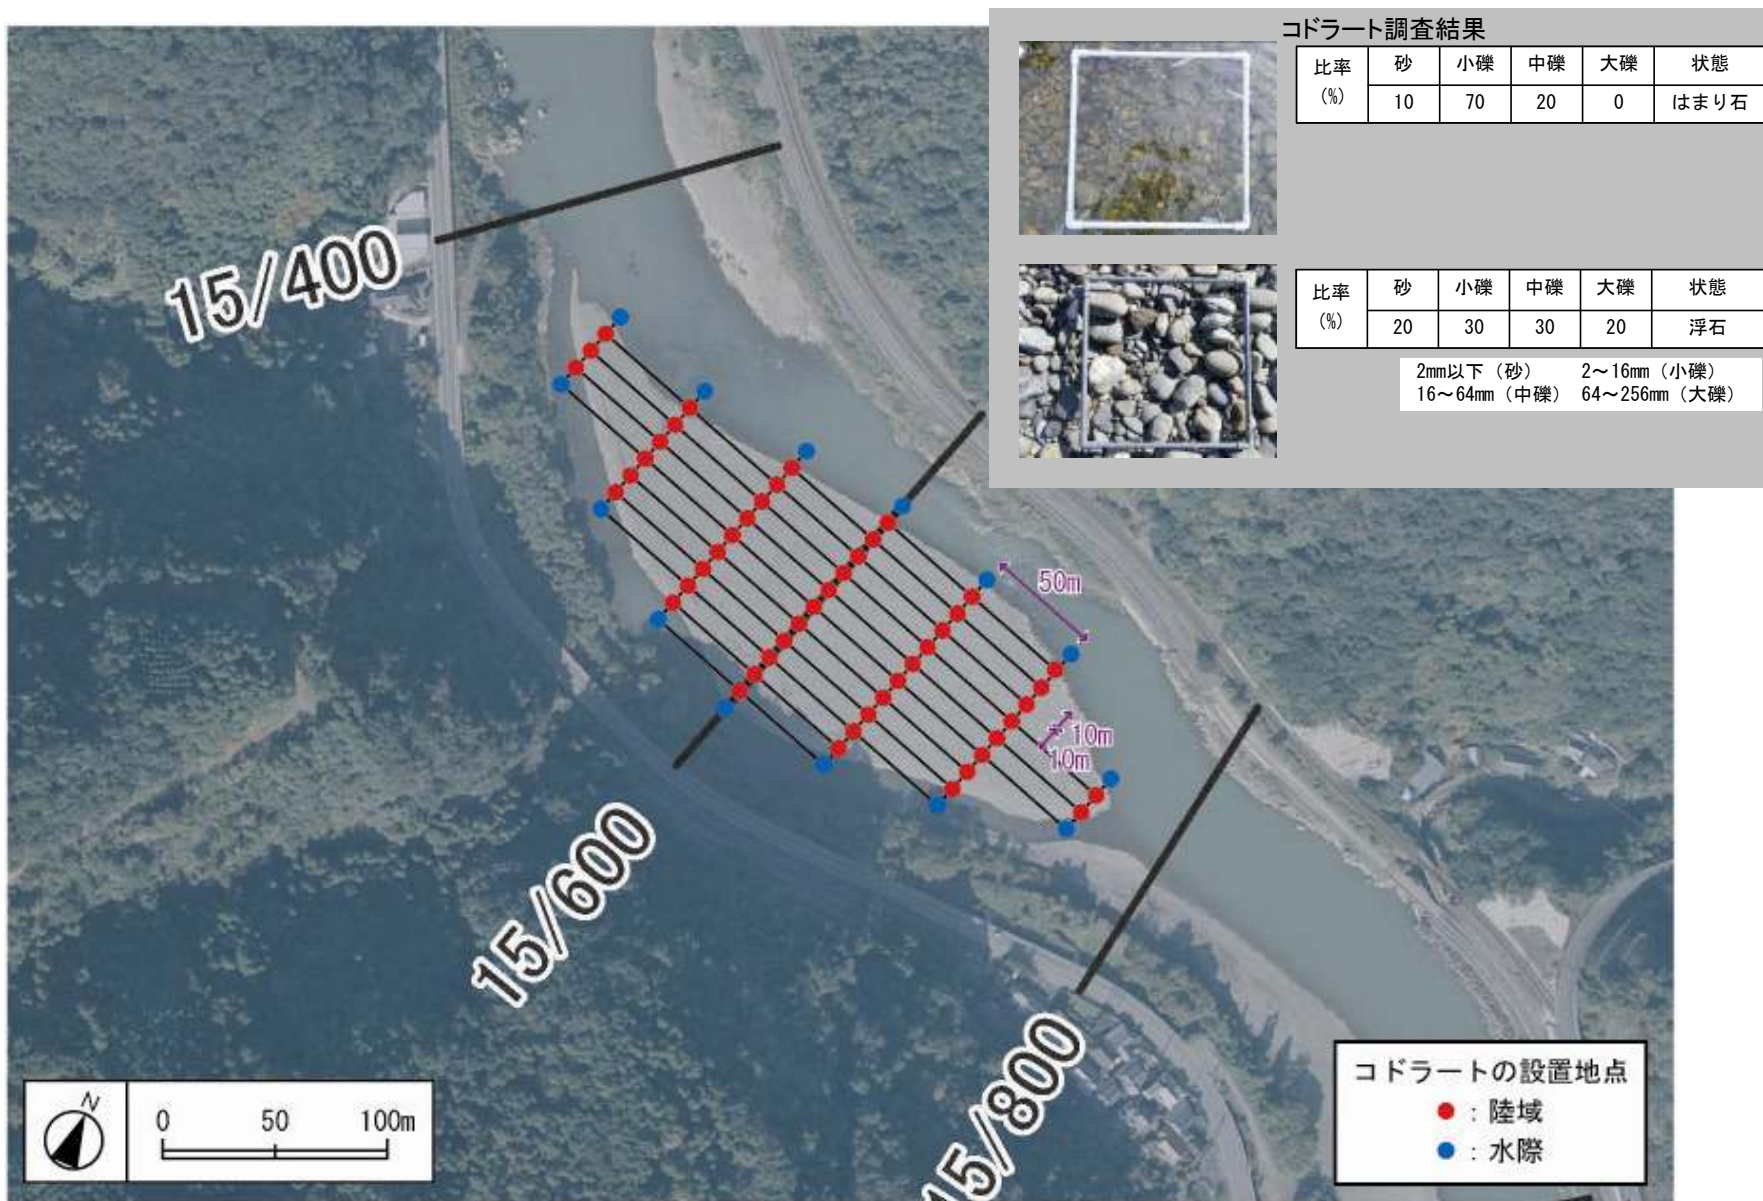 コドラート調査結果
比率(%) 砂 小礫 中礫 大礫 状態
10 70 20 0 はまり石
比率(%) 砂 小礫 中礫 大礫 状態
20 30 30 20 浮石
2mm以下（砂） 2～16mm（小礫）
16～64mm（中礫） 64～256mm（大礫）
15/400
50m
10m
10m
15/600
15/800
N
0 50 100m
コドラートの設置地点
：陸域
：水際